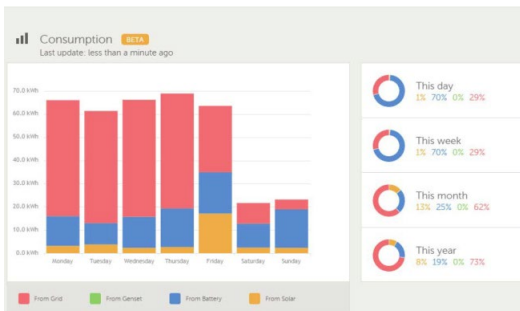 Consumption BETA
Last update: less than a minute ago
70.0 kWh
60.0 kWh
50.0 kWh
40.0 kWh
30.0 kWh
20.0 kWh
10.0 kWh
0.0 kWh
Monday Tuesday Wednesday Thursday Friday Saturday Sunday
From Grid From Genset From Battery From Solar
This day
1% 70% 0% 29%
This week
1% 70% 0% 29%
This month
13% 25% 0% 62%
This year
8% 19% 0% 73%